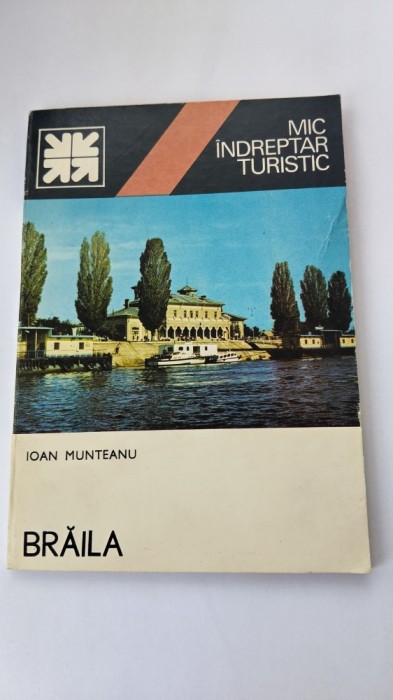 MIC
ÎNDREPTAR
TURISTIC
IOAN MUNTEANU
BRĂILA